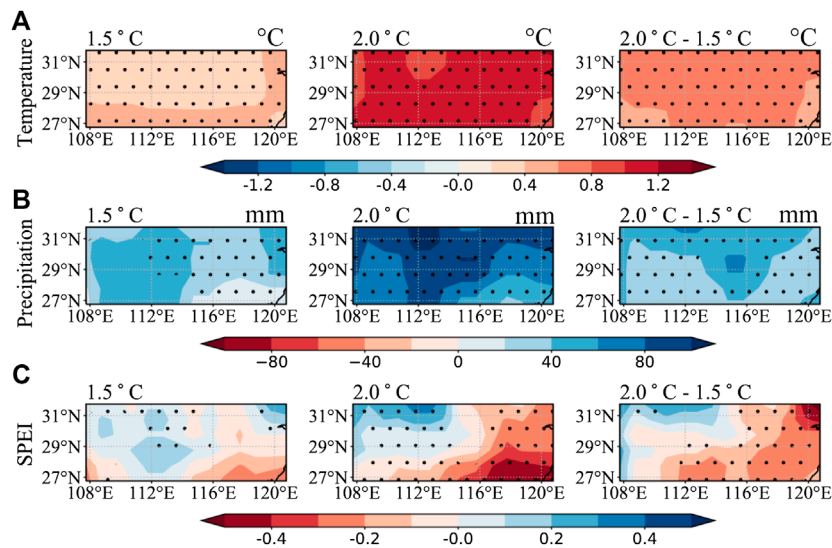 A
1.5°C °C
2.0°C °C
2.0°C - 1.5°C °C
Temperature
31°N
29°N
27°N
31°N
29°N
27°N
31°N
29°N
27°N
108°E 112°E 116°E 120°E
108°E 112°E 116°E 120°E
108°E 112°E 116°E 120°E
-1.2 -0.8 -0.4 -0.0 0.4 0.8 1.2
B
1.5°C mm
2.0°C mm
2.0°C - 1.5°C mm
Precipitation
31°N
29°N
27°N
31°N
29°N
27°N
31°N
29°N
27°N
108°E 112°E 116°E 120°E
108°E 112°E 116°E 120°E
108°E 112°E 116°E 120°E
−80 −40 0 40 80
C
1.5°C
2.0°C
2.0°C - 1.5°C
SPEI
31°N
29°N
27°N
31°N
29°N
27°N
31°N
29°N
27°N
108°E 112°E 116°E 120°E
108°E 112°E 116°E 120°E
108°E 112°E 116°E 120°E
-0.4 -0.2 -0.0 0.2 0.4